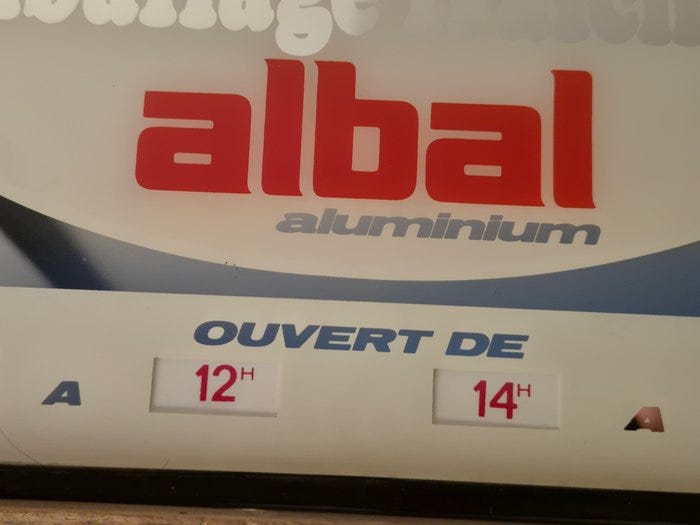 albal
aluminium
OUVERT DE
A 12H 14H A